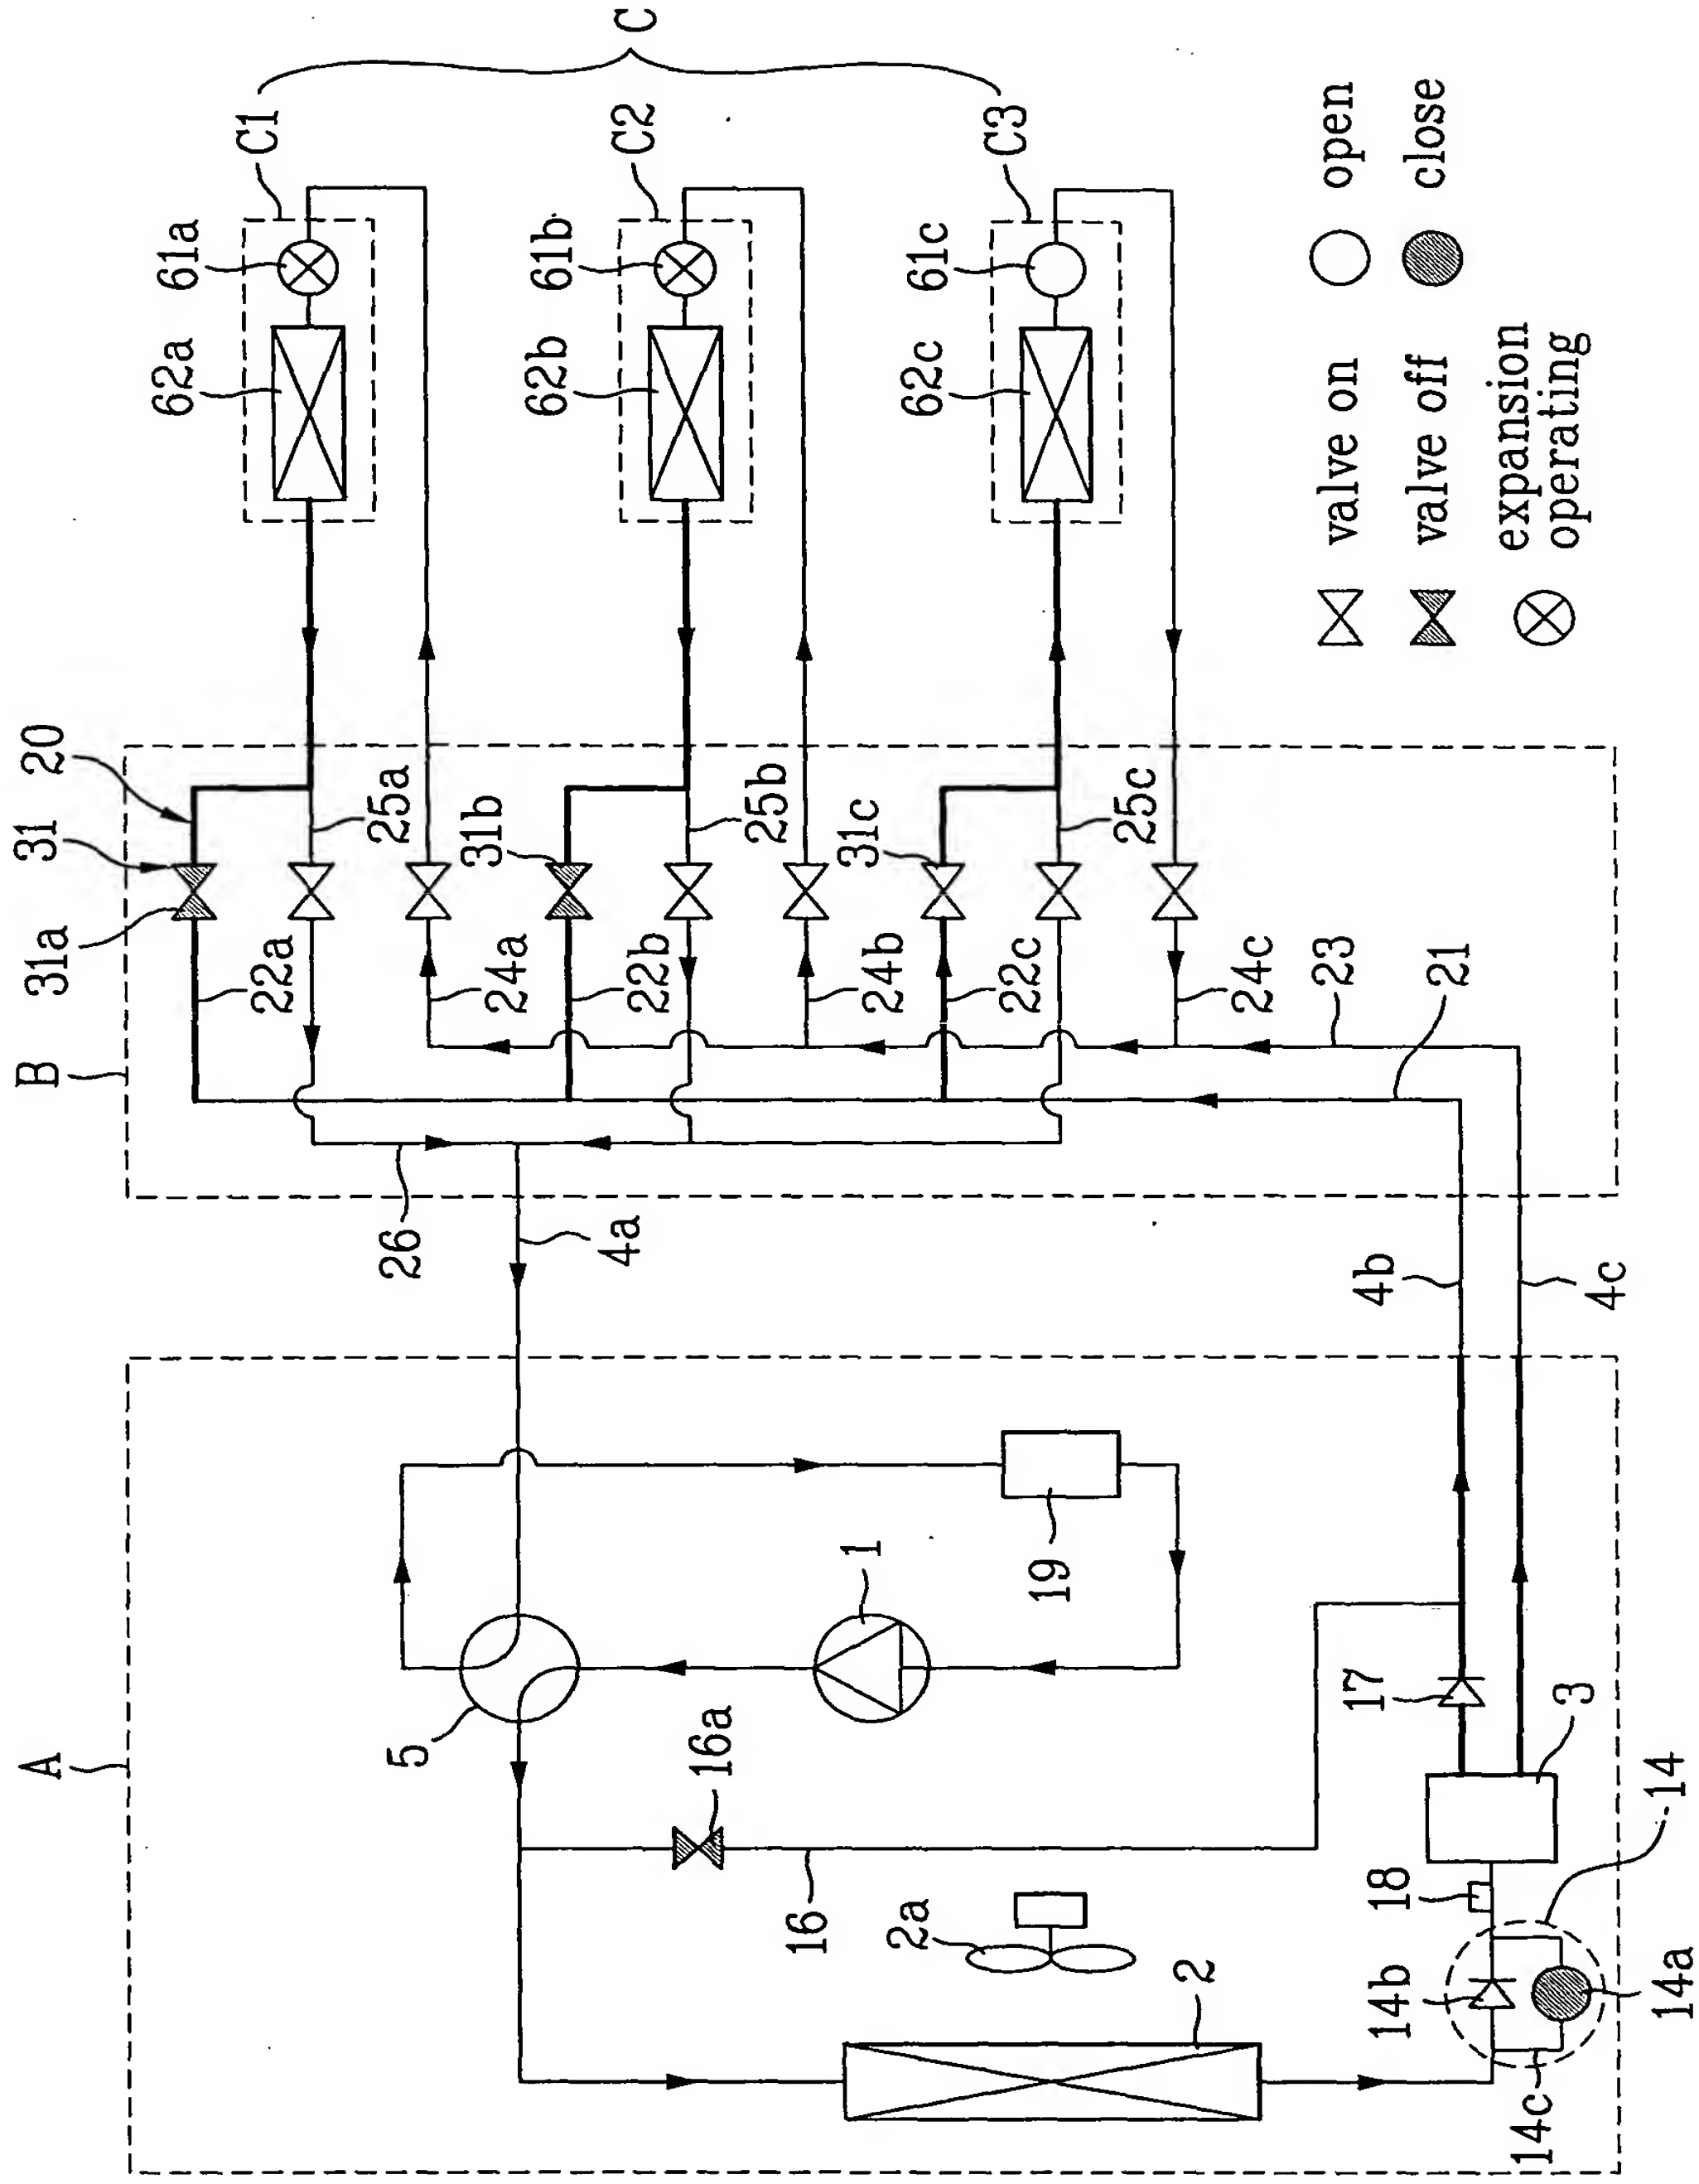 A
B
31
20
31a
62a
61a
C1
22a
25a
5
26
31b
24a
62b
61b
4a
C2
C
22b
16a
25b
16
1
31c
24b
2a
62c
61c
C3
22c
19
25c
2
24c
23
valve on
open
17
4b
14b
18
valve off
close
21
expansion
operating
14c
3
4c
14
14a